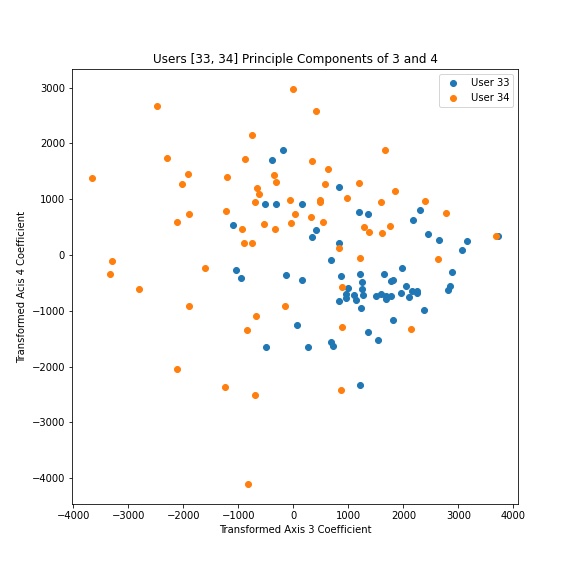 Users [33, 34] Principle Components of 3 and 4
User 33
User 34
3000
2000
1000
0
−1000
−2000
−3000
−4000
Transformed Acis 4 Coefficient
−4000 −3000 −2000 −1000 0 1000 2000 3000 4000
Transformed Axis 3 Coefficient